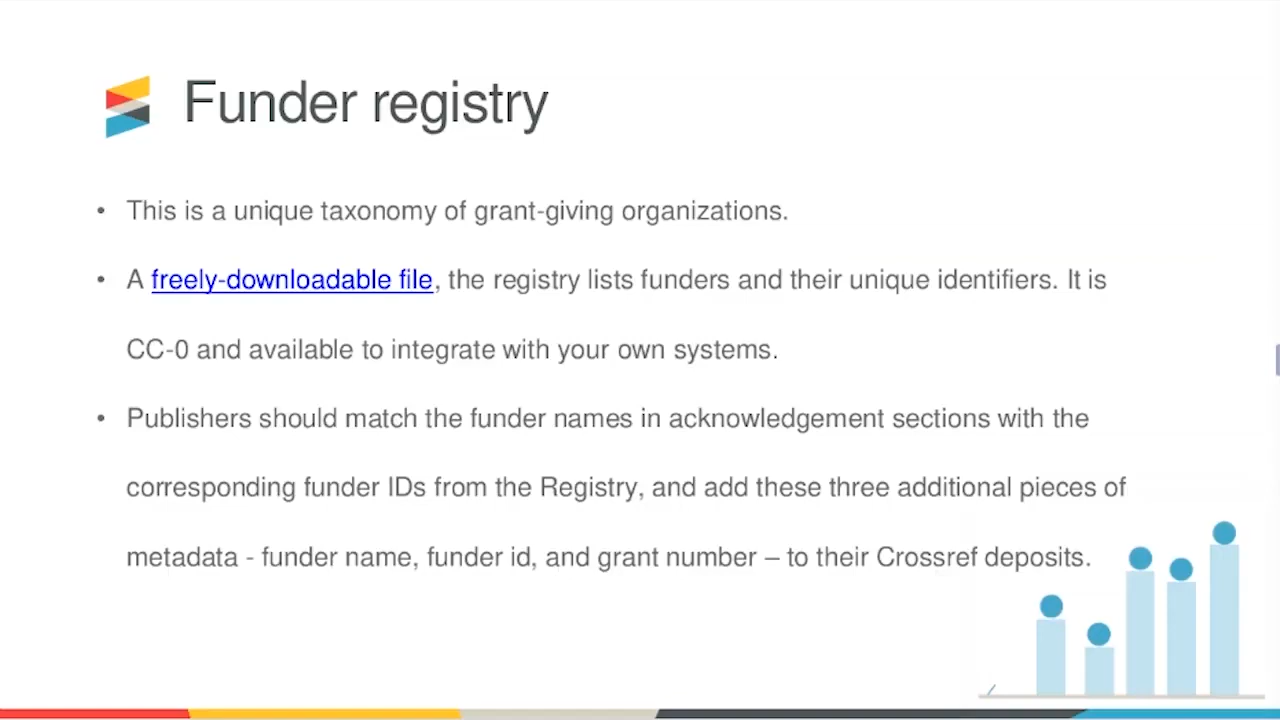 Funder registry
• This is a unique taxonomy of grant-giving organizations.
• A freely-downloadable file, the registry lists funders and their unique identifiers. It is
CC-0 and available to integrate with your own systems.
• Publishers should match the funder names in acknowledgement sections with the
corresponding funder IDs from the Registry, and add these three additional pieces of
metadata - funder name, funder id, and grant number – to their Crossref deposits.